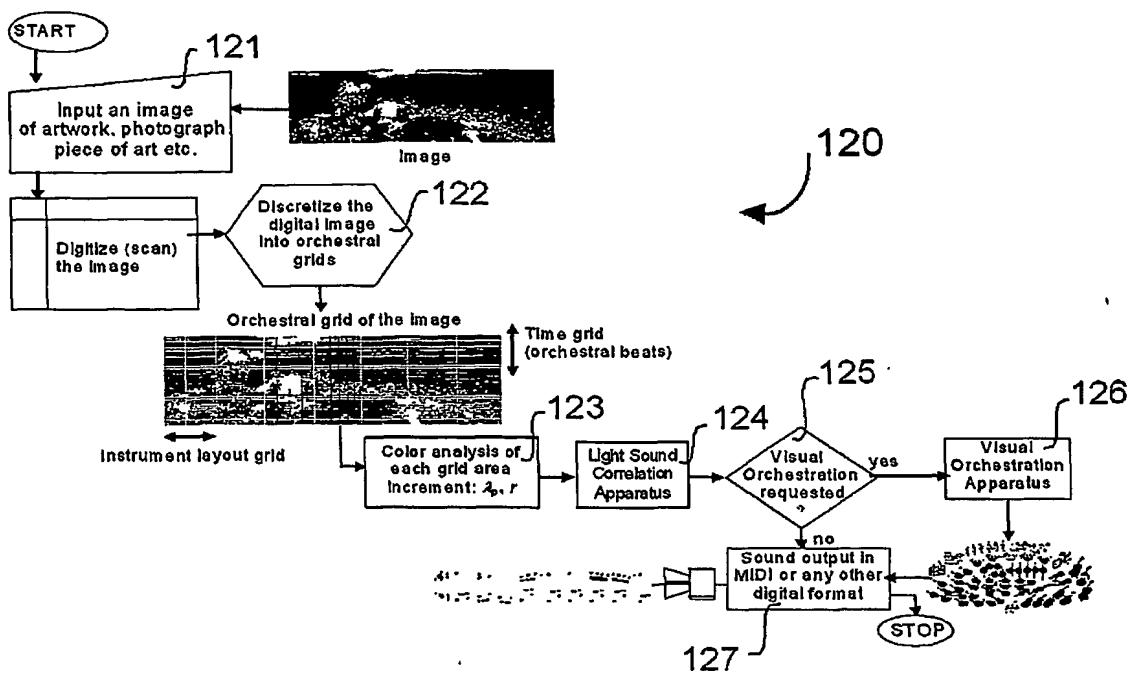 START
121
Input an image
of artwork, photograph
piece of art etc.
Image
120
122
Discretize the
digital image
into orchestral
grids
Digitize (scan)
the image
Orchestral grid of the image
Time grid
(orchestral beats)
Instrument layout grid
123
Color analysis of
each grid area
increment: λp, r
124
Light Sound
Correlation
Apparatus
125
Visual
Orchestration
requested
?
yes
no
126
Visual
Orchestration
Apparatus
Sound output in
MIDI or any other
digital format
127
STOP